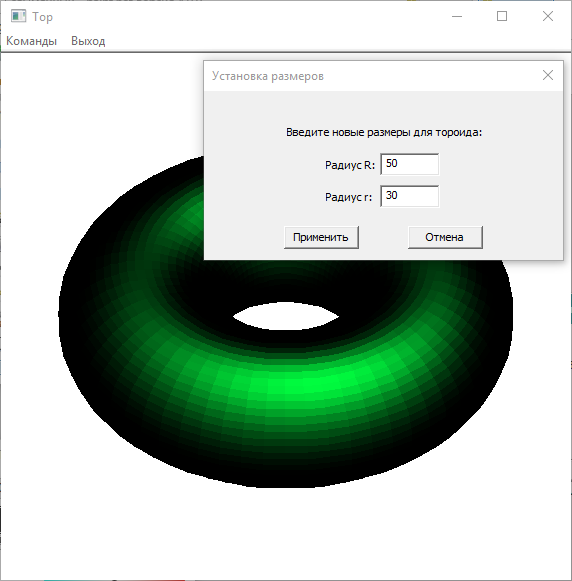 Тор
Команды Выход
Установка размеров
Введите новые размеры для тороида:
Радиус R: 50
Радиус r: 30
Применить Отмена